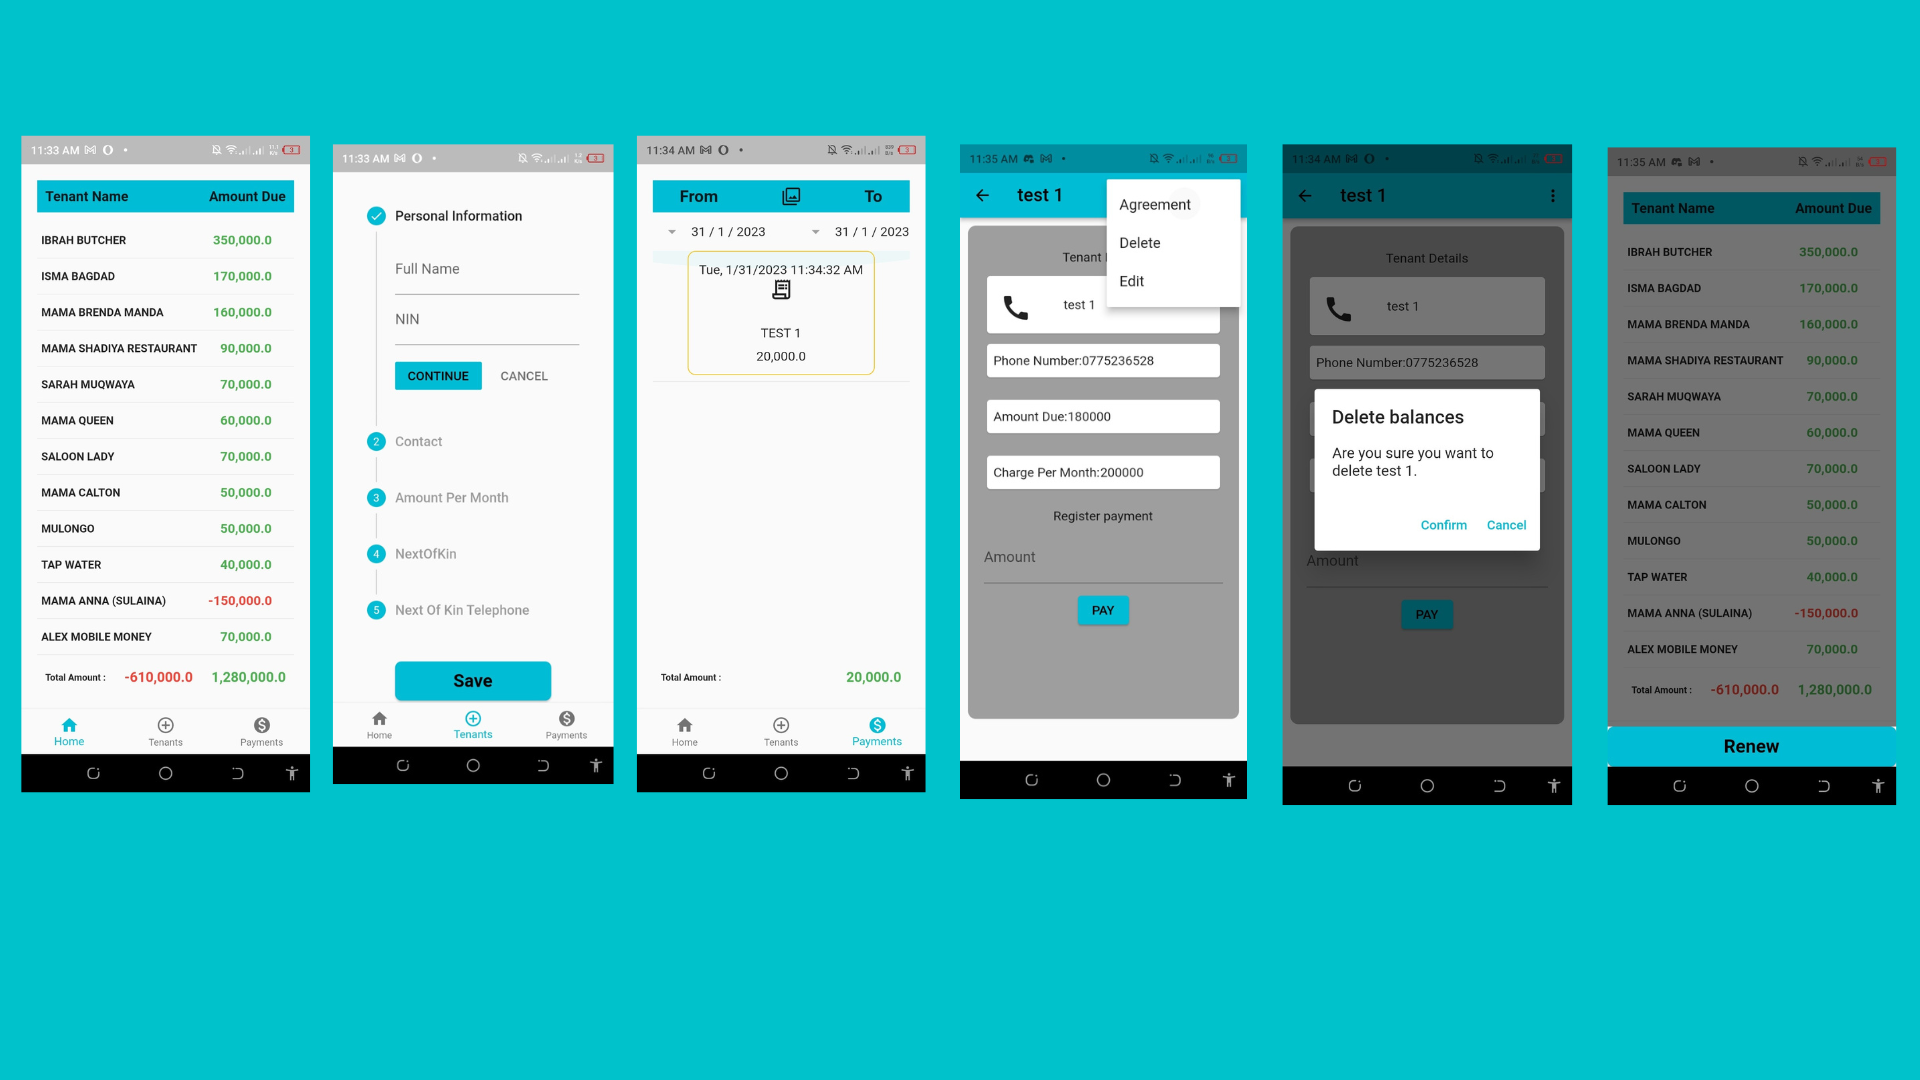 11:33 AM
Tenant Name Amount Due
IBRAH BUTCHER 350,000.0
ISMA BAGDAD 170,000.0
MAMA BRENDA MANDA 160,000.0
MAMA SHADIYA RESTAURANT 90,000.0
SARAH MUQWAYA 70,000.0
MAMA QUEEN 60,000.0
SALOON LADY 70,000.0
MAMA CALTON 50,000.0
MULONGO 50,000.0
TAP WATER 40,000.0
MAMA ANNA (SULAINA) -150,000.0
ALEX MOBILE MONEY 70,000.0
Total Amount : -610,000.0 1,280,000.0
Home Tenants Payments
11:33 AM
Personal Information
Full Name
NIN
CONTINUE CANCEL
2 Contact
3 Amount Per Month
4 NextOfKin
5 Next Of Kin Telephone
Save
Home Tenants Payments
11:34 AM
From To
31 / 1 / 2023 31 / 1 / 2023
Tue, 1/31/2023 11:34:32 AM
TEST 1
20,000.0
Total Amount : 20,000.0
Home Tenants Payments
11:35 AM
test 1
Agreement
Delete
Edit
Tenant
test 1
Phone Number:0775236528
Amount Due:180000
Charge Per Month:200000
Register payment
Amount
PAY
11:34 AM
test 1
Tenant Details
test 1
Phone Number:0775236528
Delete balances
Are you sure you want to
delete test 1.
Confirm Cancel
Amount
PAY
11:35 AM
Tenant Name Amount Due
IBRAH BUTCHER 350,000.0
ISMA BAGDAD 170,000.0
MAMA BRENDA MANDA 160,000.0
MAMA SHADIYA RESTAURANT 90,000.0
SARAH MUQWAYA 70,000.0
MAMA QUEEN 60,000.0
SALOON LADY 70,000.0
MAMA CALTON 50,000.0
MULONGO 50,000.0
TAP WATER 40,000.0
MAMA ANNA (SULAINA) -150,000.0
ALEX MOBILE MONEY 70,000.0
Total Amount : -610,000.0 1,280,000.0
Renew